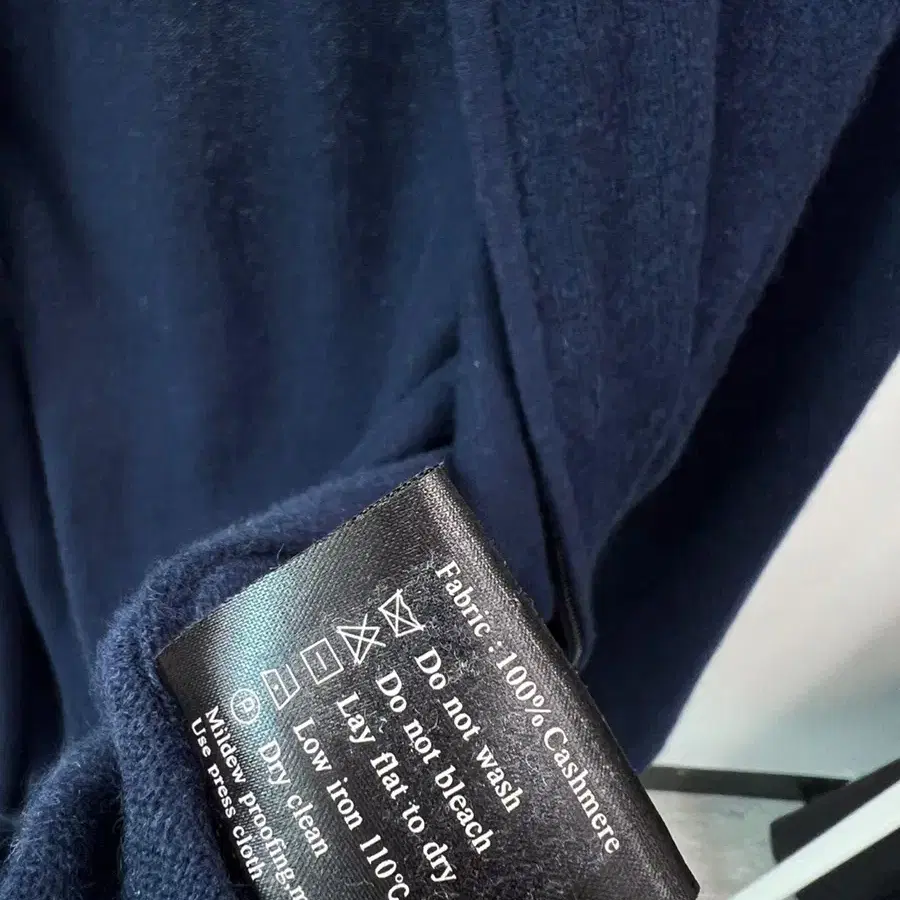 Fabric : 100% Cashmere
Do not wash
Do not bleach
Lay flat to dry
Low iron 110℃
P Dry clean
Mildew proofing.m
Use press cloth